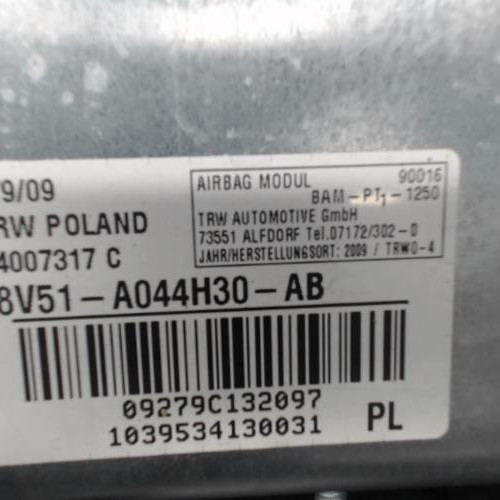 9/09
RW POLAND
4007317 C
AIRBAG MODUL 90016
BAM-PT1-1250
TRW AUTOMOTIVE GmbH
73551 ALFDORF Tel.07172/302-0
JAHR/HERSTELLUNGSORT: 2009 / TRWO-4
8V51-A044H30-AB
09279C132097
1039534130031
PL